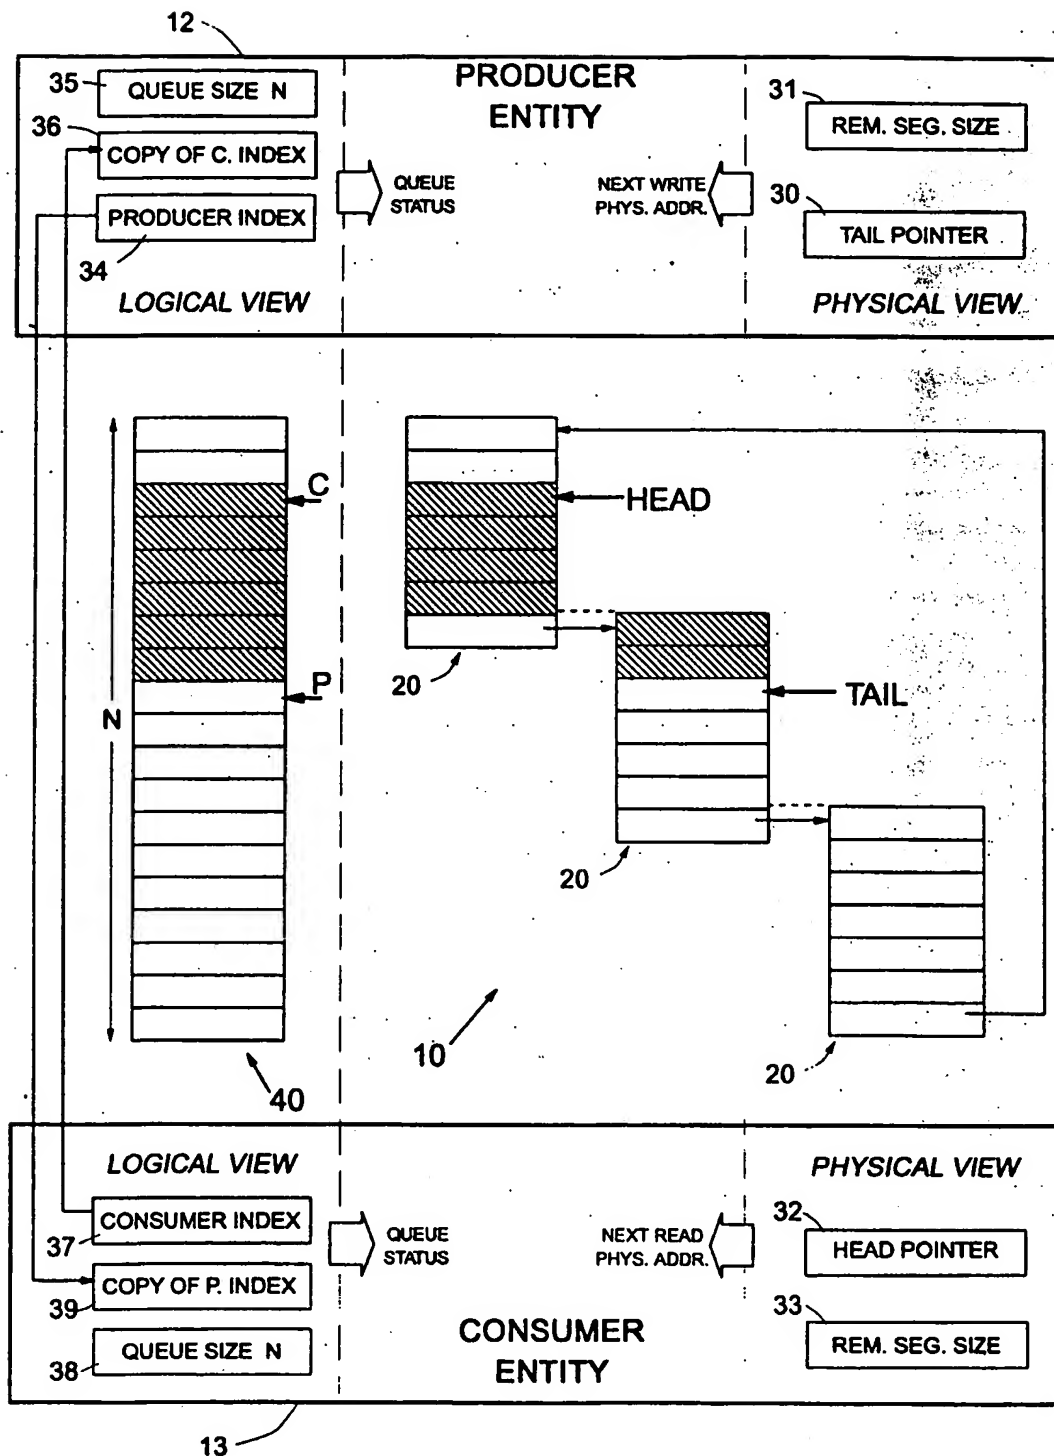 12
35
QUEUE SIZE N
PRODUCER
ENTITY
31
REM. SEG. SIZE
36
COPY OF C. INDEX
QUEUE
STATUS
NEXT WRITE
PHYS. ADDR.
30
TAIL POINTER
PRODUCER INDEX
34
LOGICAL VIEW
PHYSICAL VIEW
C
HEAD
20
P
TAIL
N
20
10
20
40
LOGICAL VIEW
PHYSICAL VIEW
CONSUMER INDEX
37
QUEUE
STATUS
NEXT READ
PHYS. ADDR.
32
HEAD POINTER
COPY OF P. INDEX
39
33
CONSUMER
ENTITY
QUEUE SIZE N
38
REM. SEG. SIZE
13